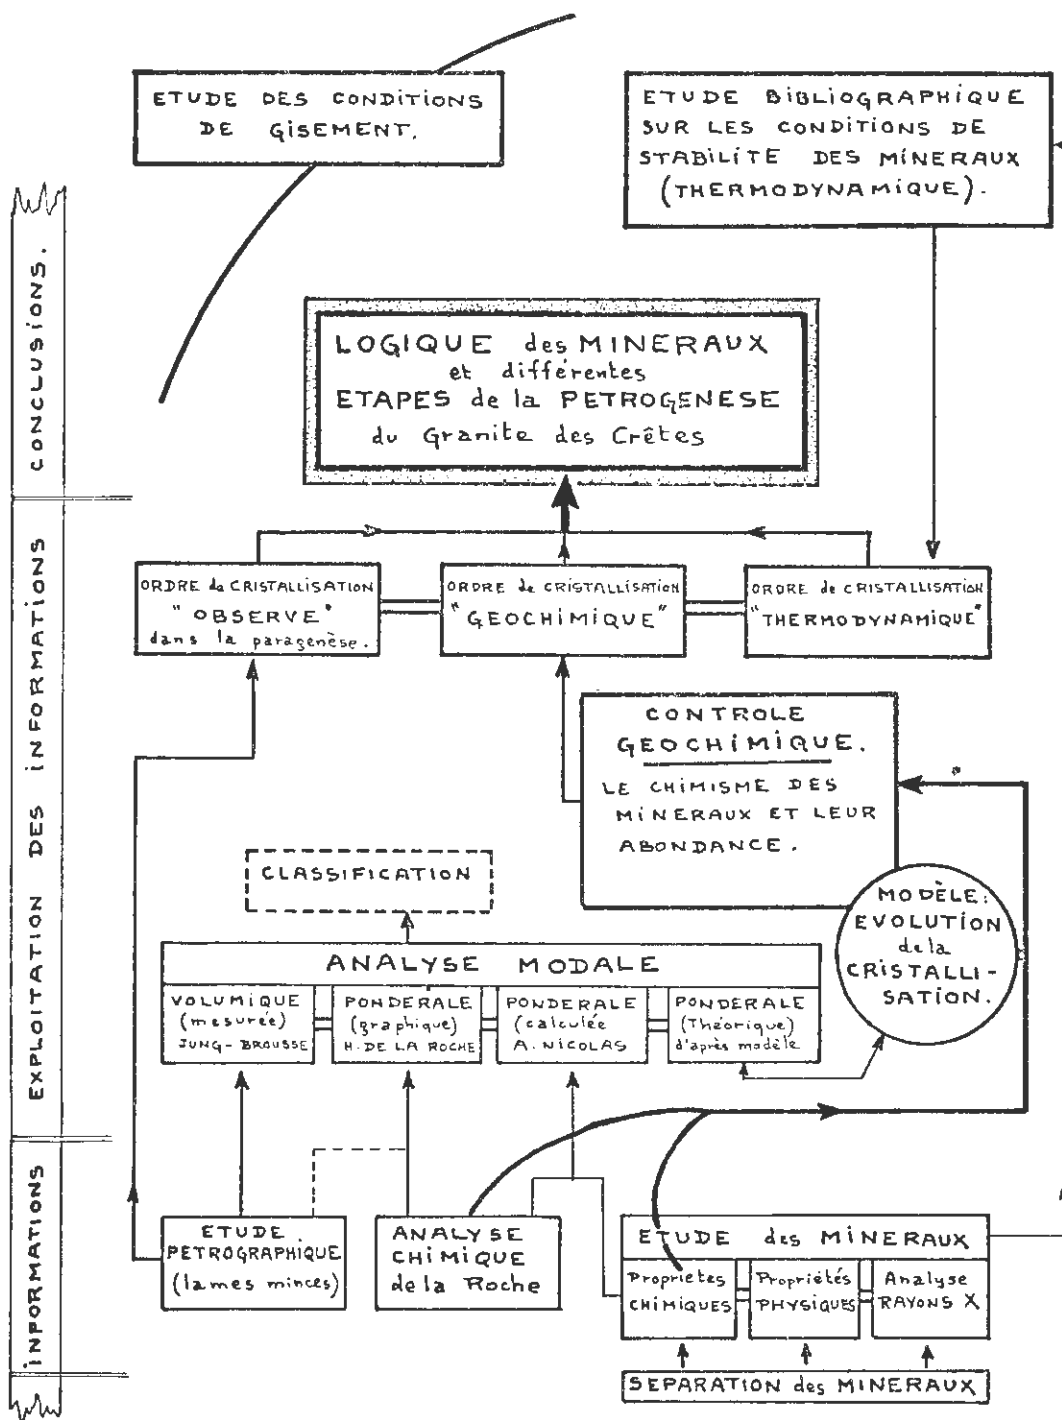 ETUDE DES CONDITIONS
DE GISEMENT.
ETUDE BIBLIOGRAPHIQUE
SUR LES CONDITIONS DE
STABILITE DES MINERAUX
(THERMODYNAMIQUE).
CONCLUSIONS.
LOGIQUE des MINERAUX
et différentes
ETAPES de la PETROGENESE
du Granite des Crêtes
EXPLOITATION DES INFORMATIONS
ORDRE de CRISTALLISATION
"OBSERVE"
dans la paragenèse.
ORDRE de CRISTALLISATION
"GEOCHIMIQUE"
ORDRE de CRISTALLISATION
"THERMODYNAMIQUE"
CONTROLE
GEOCHIMIQUE.
LE CHIMISME DES
MINERAUX ET LEUR
ABONDANCE.
CLASSIFICATION
MODÈLE:
EVOLUTION
de la
CRISTALLI-
SATION.
ANALYSE MODALE
VOLUMIQUE
(mesurée)
JUNG-BROUSSE
PONDERALE
(graphique)
H. DE LA ROCHE
PONDERALE
(calculée
A. NICOLAS
PONDERALE
(Théorique)
d'après modèle
INFORMATIONS
ETUDE.
PETROGRAPHIQUE
(lames minces)
ANALYSE
CHIMIQUE
de la Roche
ETUDE des MINERAUX
Propriétes
CHIMIQUES
Propriétés
PHYSIQUES
Analyse
RAYONS X
SEPARATION des MINERAUX